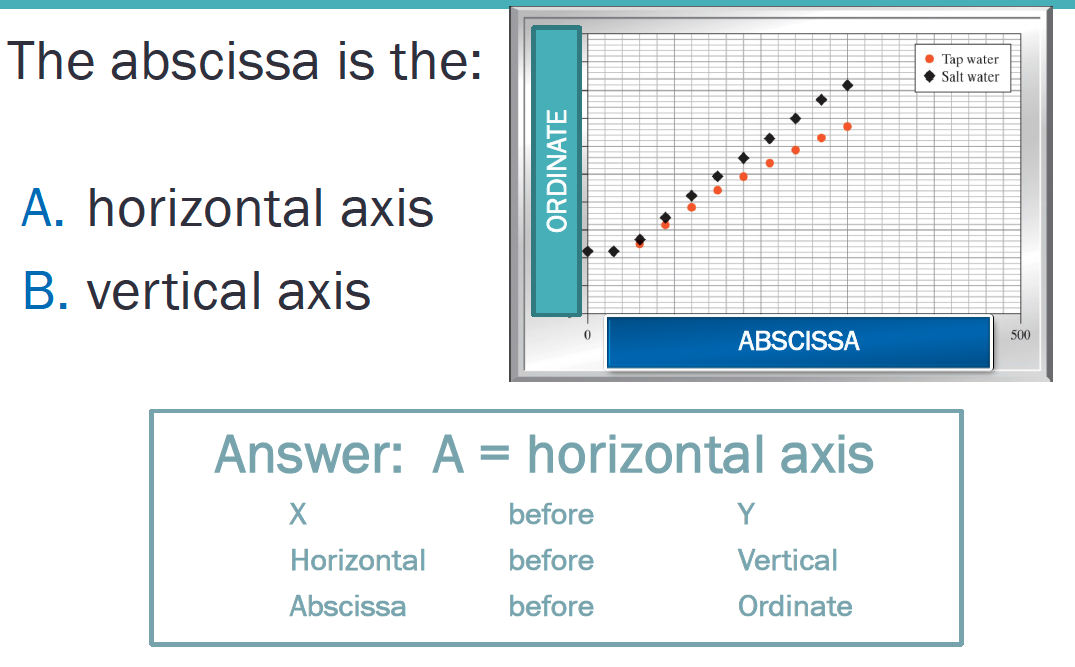 The abscissa is the:
A. horizontal axis
B. vertical axis
ORDINATE
Tap water
Salt water
0
500
ABSCISSA
Answer: A = horizontal axis
X before Y
Horizontal before Vertical
Abscissa before Ordinate